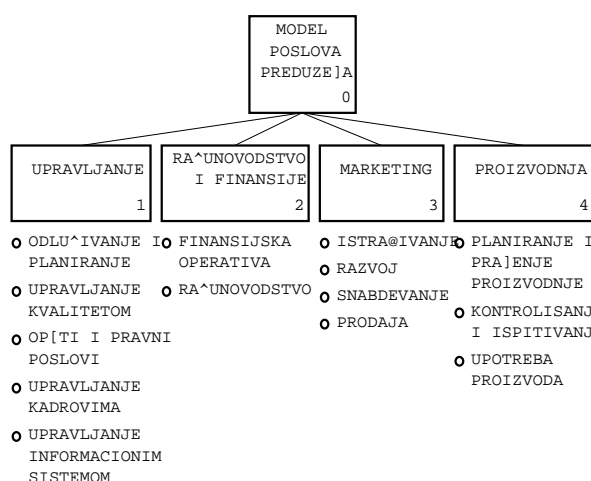 MODEL
POSLOVA
PREDUZE]A
0
UPRAVLJANJE
1
RA^UNOVODSTVO
I FINANSIJE
2
MARKETING
3
PROIZVODNJA
4
ODLU^IVANJE I
PLANIRANJE
UPRAVLJANJE
KVALITETOM
OP[TI I PRAVNI
POSLOVI
UPRAVLJANJE
KADROVIMA
UPRAVLJANJE
INFORMACIONIM
SISTEMOM
FINANSIJSKA
OPERATIVA
RA^UNOVODSTVO
ISTRA@IVANJE
RAZVOJ
SNABDEVANJE
PRODAJA
PLANIRANJE I
PRA]ENJE
PROIZVODNJE
KONTROLISANJ
I ISPITIVANJ
UPOTREBA
PROIZVODA